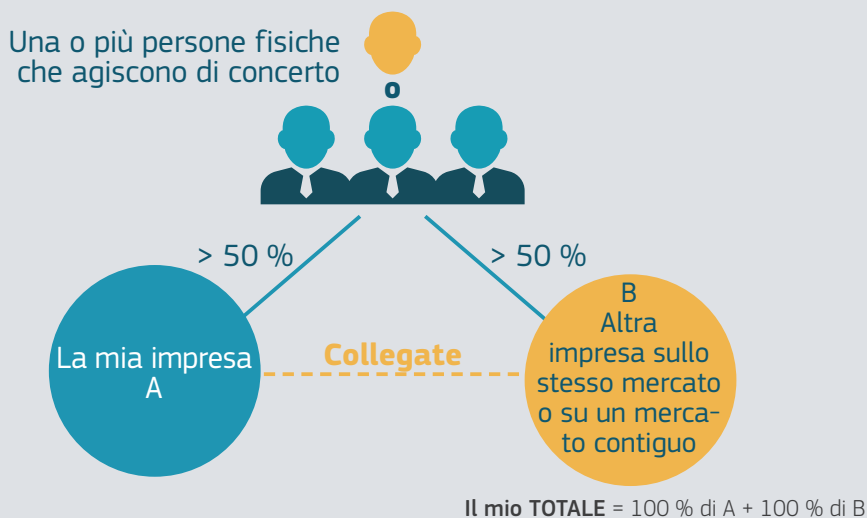 Una o più persone fisiche
che agiscono di concerto
o
> 50 %
> 50 %
La mia impresa
A
Collegate
B
Altra
impresa sullo
stesso mercato
o su un merca-
to contiguo
Il mio TOTALE = 100 % di A + 100 % di B